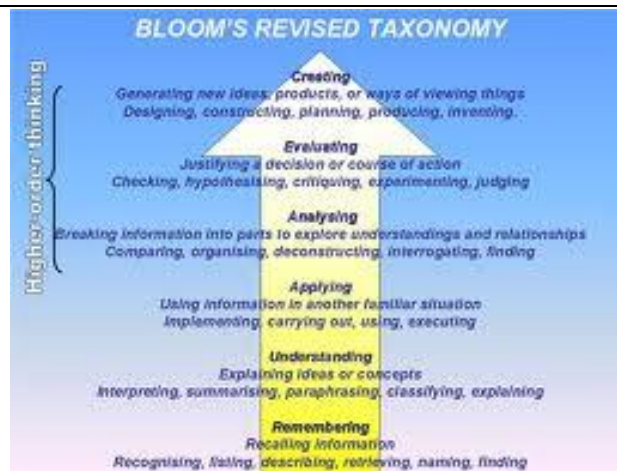 BLOOM'S REVISED TAXONOMY
Higher-order thinking
Creating
Generating new ideas, products, or ways of viewing things
Designing, constructing, planning, producing, inventing.
Evaluating
Justifying a decision or course of action
Checking, hypothesising, critiquing, experimenting, judging
Analysing
Breaking information into parts to explore understandings and relationships
Comparing, organising, deconstructing, interrogating, finding
Applying
Using information in another familiar situation
Implementing, carrying out, using, executing
Understanding
Explaining ideas or concepts
Interpreting, summarising, paraphrasing, classifying, explaining
Remembering
Recalling information
Recognising, listing, describing, retrieving, naming, finding